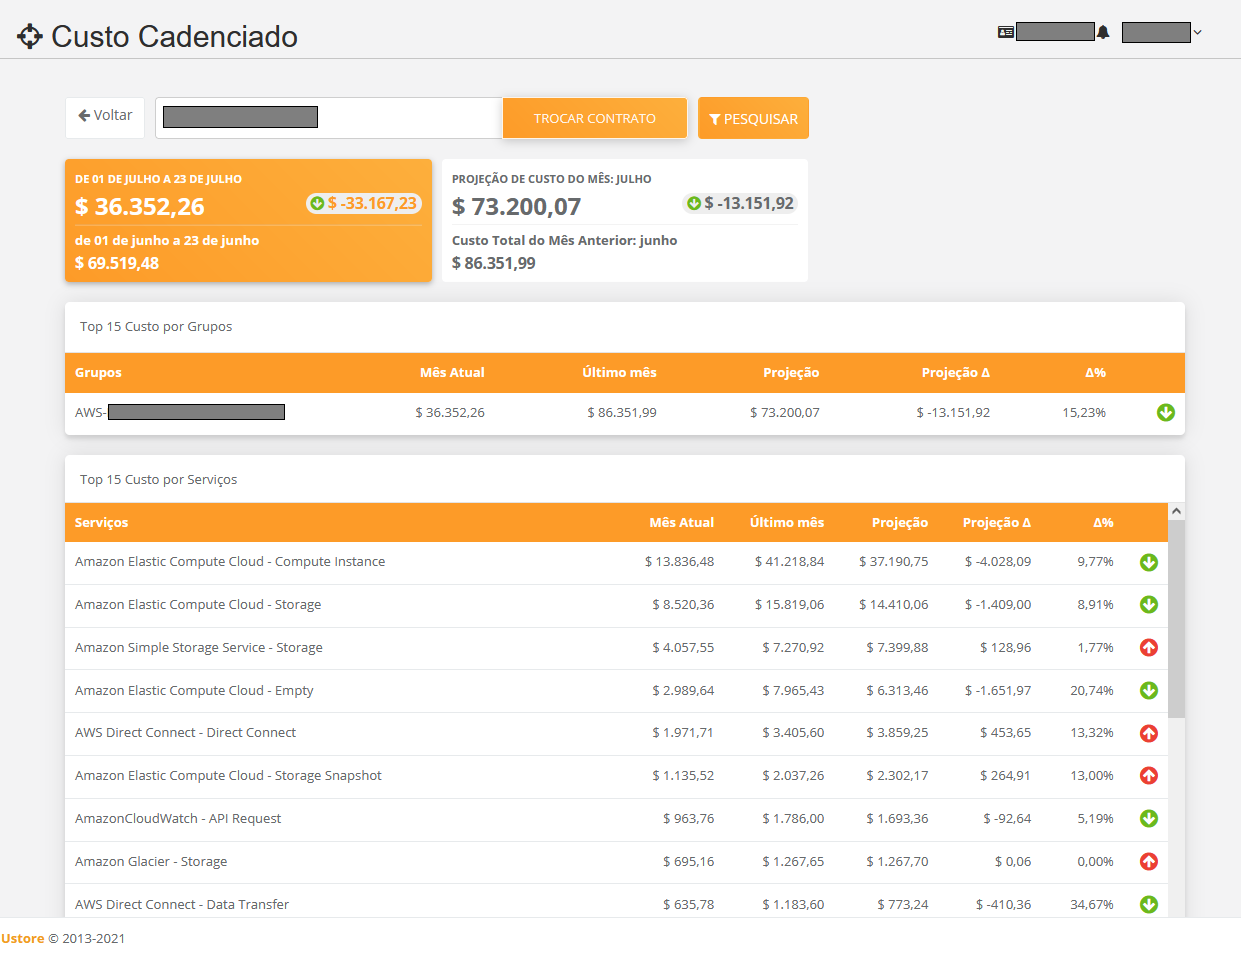 Custo Cadenciado
Voltar
TROCAR CONTRATO
PESQUISAR
DE 01 DE JULHO A 23 DE JULHO
$ 36.352,26
$ -33.167,23
de 01 de junho a 23 de junho
$ 69.519,48
PROJEÇÃO DE CUSTO DO MÊS: JULHO
$ 73.200,07
$ -13.151,92
Custo Total do Mês Anterior: junho
$ 86.351,99
Top 15 Custo por Grupos
Grupos Mês Atual Último mês Projeção Projeção Δ Δ%
AWS- $ 36.352,26 $ 86.351,99 $ 73.200,07 $ -13.151,92 15,23%
Top 15 Custo por Serviços
Serviços Mês Atual Último mês Projeção Projeção Δ Δ%
Amazon Elastic Compute Cloud - Compute Instance $ 13.836,48 $ 41.218,84 $ 37.190,75 $ -4.028,09 9,77%
Amazon Elastic Compute Cloud - Storage $ 8.520,36 $ 15.819,06 $ 14.410,06 $ -1.409,00 8,91%
Amazon Simple Storage Service - Storage $ 4.057,55 $ 7.270,92 $ 7.399,88 $ 128,96 1,77%
Amazon Elastic Compute Cloud - Empty $ 2.989,64 $ 7.965,43 $ 6.313,46 $ -1.651,97 20,74%
AWS Direct Connect - Direct Connect $ 1.971,71 $ 3.405,60 $ 3.859,25 $ 453,65 13,32%
Amazon Elastic Compute Cloud - Storage Snapshot $ 1.135,52 $ 2.037,26 $ 2.302,17 $ 264,91 13,00%
AmazonCloudWatch - API Request $ 963,76 $ 1.786,00 $ 1.693,36 $ -92,64 5,19%
Amazon Glacier - Storage $ 695,16 $ 1.267,65 $ 1.267,70 $ 0,06 0,00%
AWS Direct Connect - Data Transfer $ 635,78 $ 1.183,60 $ 773,24 $ -410,36 34,67%
Ustore © 2013-2021